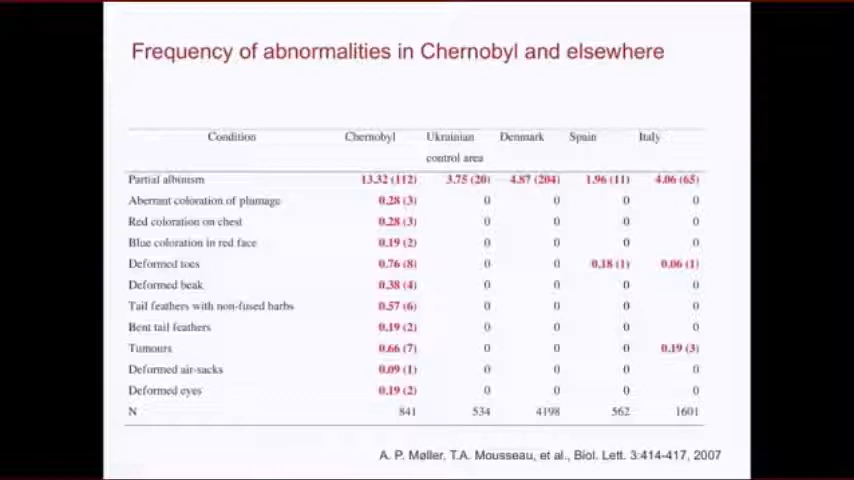 Frequency of abnormalities in Chernobyl and elsewhere
Condition Chernobyl Ukrainian Denmark Spain Italy
control area
Partial albinism 13.32 (112) 3.75 (20) 4.87 (204) 1.96 (11) 4.06 (65)
Aberrant coloration of plumage 0.28 (3) 0 0 0 0
Red coloration on chest 0.28 (3) 0 0 0 0
Blue coloration in red face 0.19 (2) 0 0 0 0
Deformed toes 0.76 (8) 0 0 0.18 (1) 0.06 (1)
Deformed beak 0.38 (4) 0 0 0 0
Tail feathers with non-fused barbs 0.57 (6) 0 0 0 0
Bent tail feathers 0.19 (2) 0 0 0 0
Tumours 0.66 (7) 0 0 0 0.19 (3)
Deformed air-sacks 0.09 (1) 0 0 0 0
Deformed eyes 0.19 (2) 0 0 0 0
N 841 534 4198 562 1601
A. P. Møller, T.A. Mousseau, et al., Biol. Lett. 3:414-417, 2007